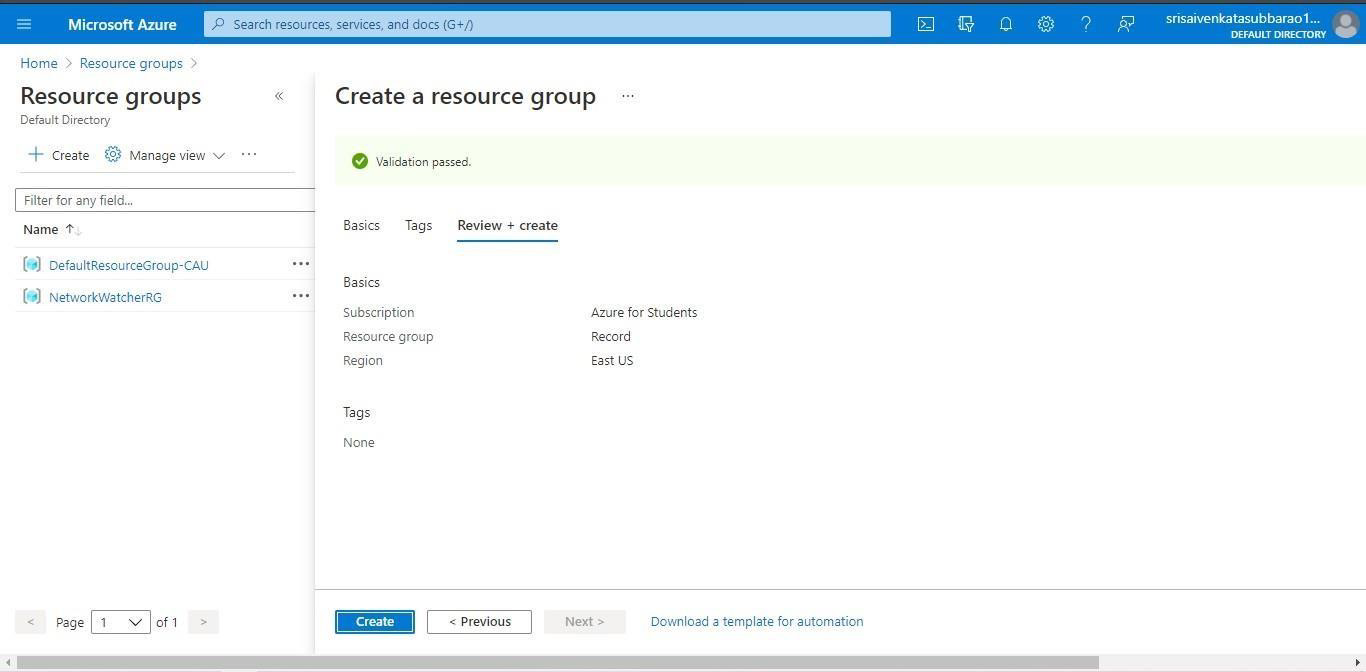 Microsoft Azure
Search resources, services, and docs (G+/)
srisaivenkatasubbarao1...
DEFAULT DIRECTORY
Home > Resource groups >
Resource groups
«
Default Directory
+ Create
Manage view
...
Filter for any field...
Name ↑↓
DefaultResourceGroup-CAU
...
NetworkWatcherRG
...
< Page 1 of 1 >
Create a resource group
...
Validation passed.
Basics
Tags
Review + create
Basics
Subscription Azure for Students
Resource group Record
Region East US
Tags
None
Create
< Previous
Next >
Download a template for automation